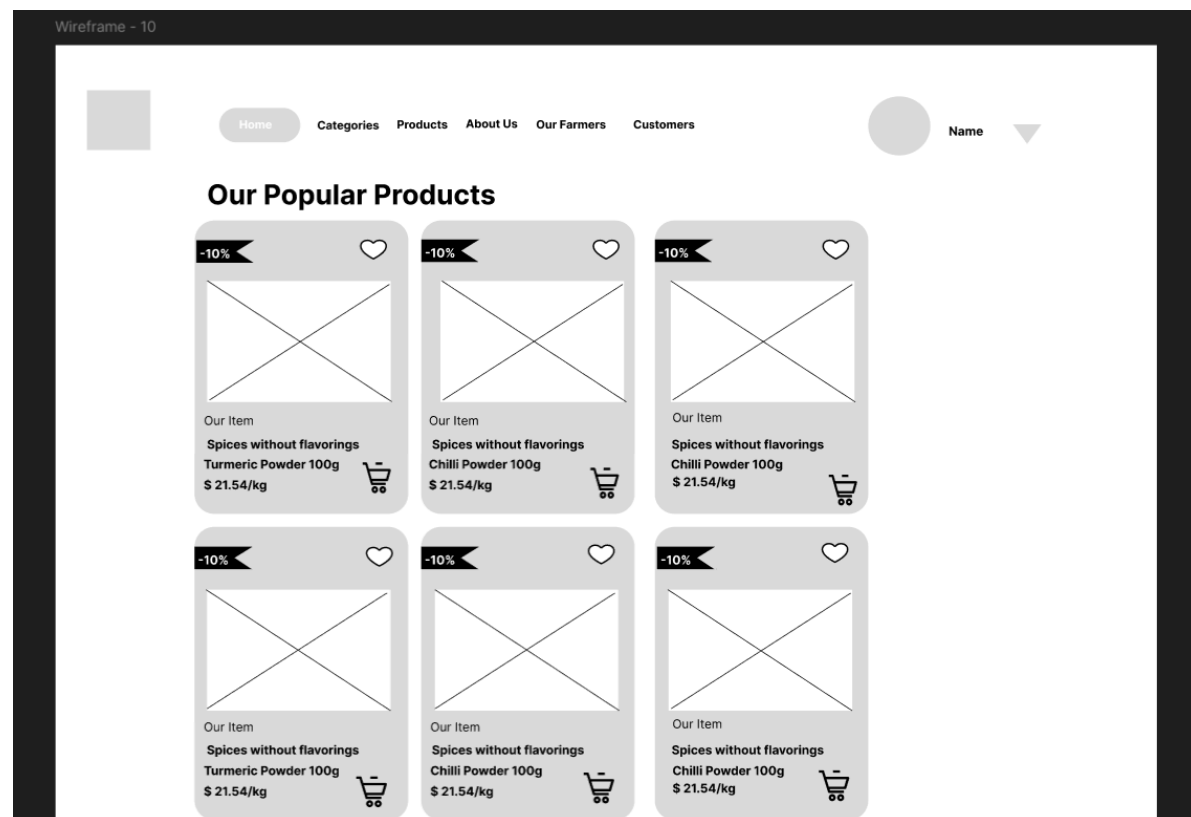 Wireframe - 10
Home Categories Products About Us Our Farmers Customers Name
Our Popular Products
-10%
Our Item
Spices without flavorings
Turmeric Powder 100g
$ 21.54/kg
-10%
Our Item
Spices without flavorings
Chilli Powder 100g
$ 21.54/kg
-10%
Our Item
Spices without flavorings
Chilli Powder 100g
$ 21.54/kg
-10%
Our Item
Spices without flavorings
Turmeric Powder 100g
$ 21.54/kg
-10%
Our Item
Spices without flavorings
Chilli Powder 100g
$ 21.54/kg
-10%
Our Item
Spices without flavorings
Chilli Powder 100g
$ 21.54/kg